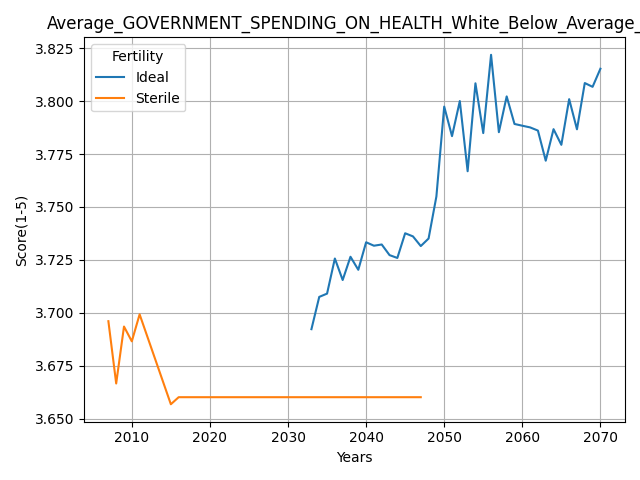 Average_GOVERNMENT_SPENDING_ON_HEALTH_White_Below_Average_
Fertility
Ideal
Sterile
3.825
3.800
3.775
3.750
3.725
3.700
3.675
3.650
Score(1-5)
2010 2020 2030 2040 2050 2060 2070
Years